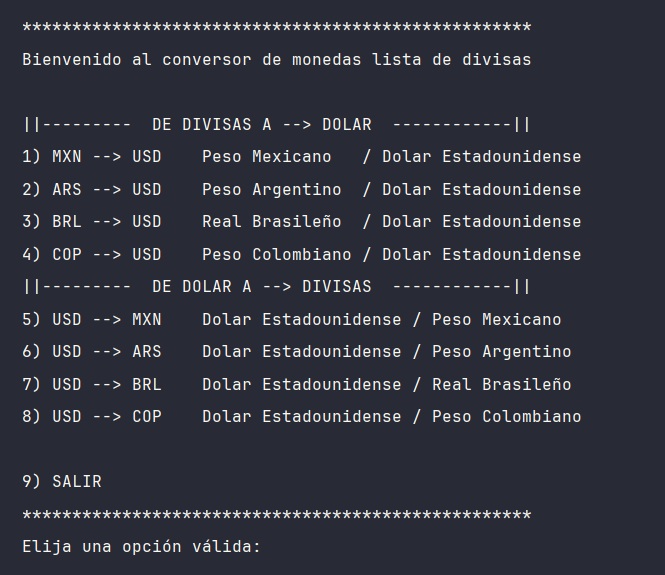 ***************************************************
Bienvenido al conversor de monedas lista de divisas
||---------  DE DIVISAS A --> DOLAR  ------------||
1) MXN --> USD    Peso Mexicano   / Dolar Estadounidense
2) ARS --> USD    Peso Argentino  / Dolar Estadounidense
3) BRL --> USD    Real Brasileño  / Dolar Estadounidense
4) COP --> USD    Peso Colombiano / Dolar Estadounidense
||---------  DE DOLAR A --> DIVISAS  ------------||
5) USD --> MXN    Dolar Estadounidense / Peso Mexicano
6) USD --> ARS    Dolar Estadounidense / Peso Argentino
7) USD --> BRL    Dolar Estadounidense / Real Brasileño
8) USD --> COP    Dolar Estadounidense / Peso Colombiano
9) SALIR
***************************************************
Elija una opción válida: